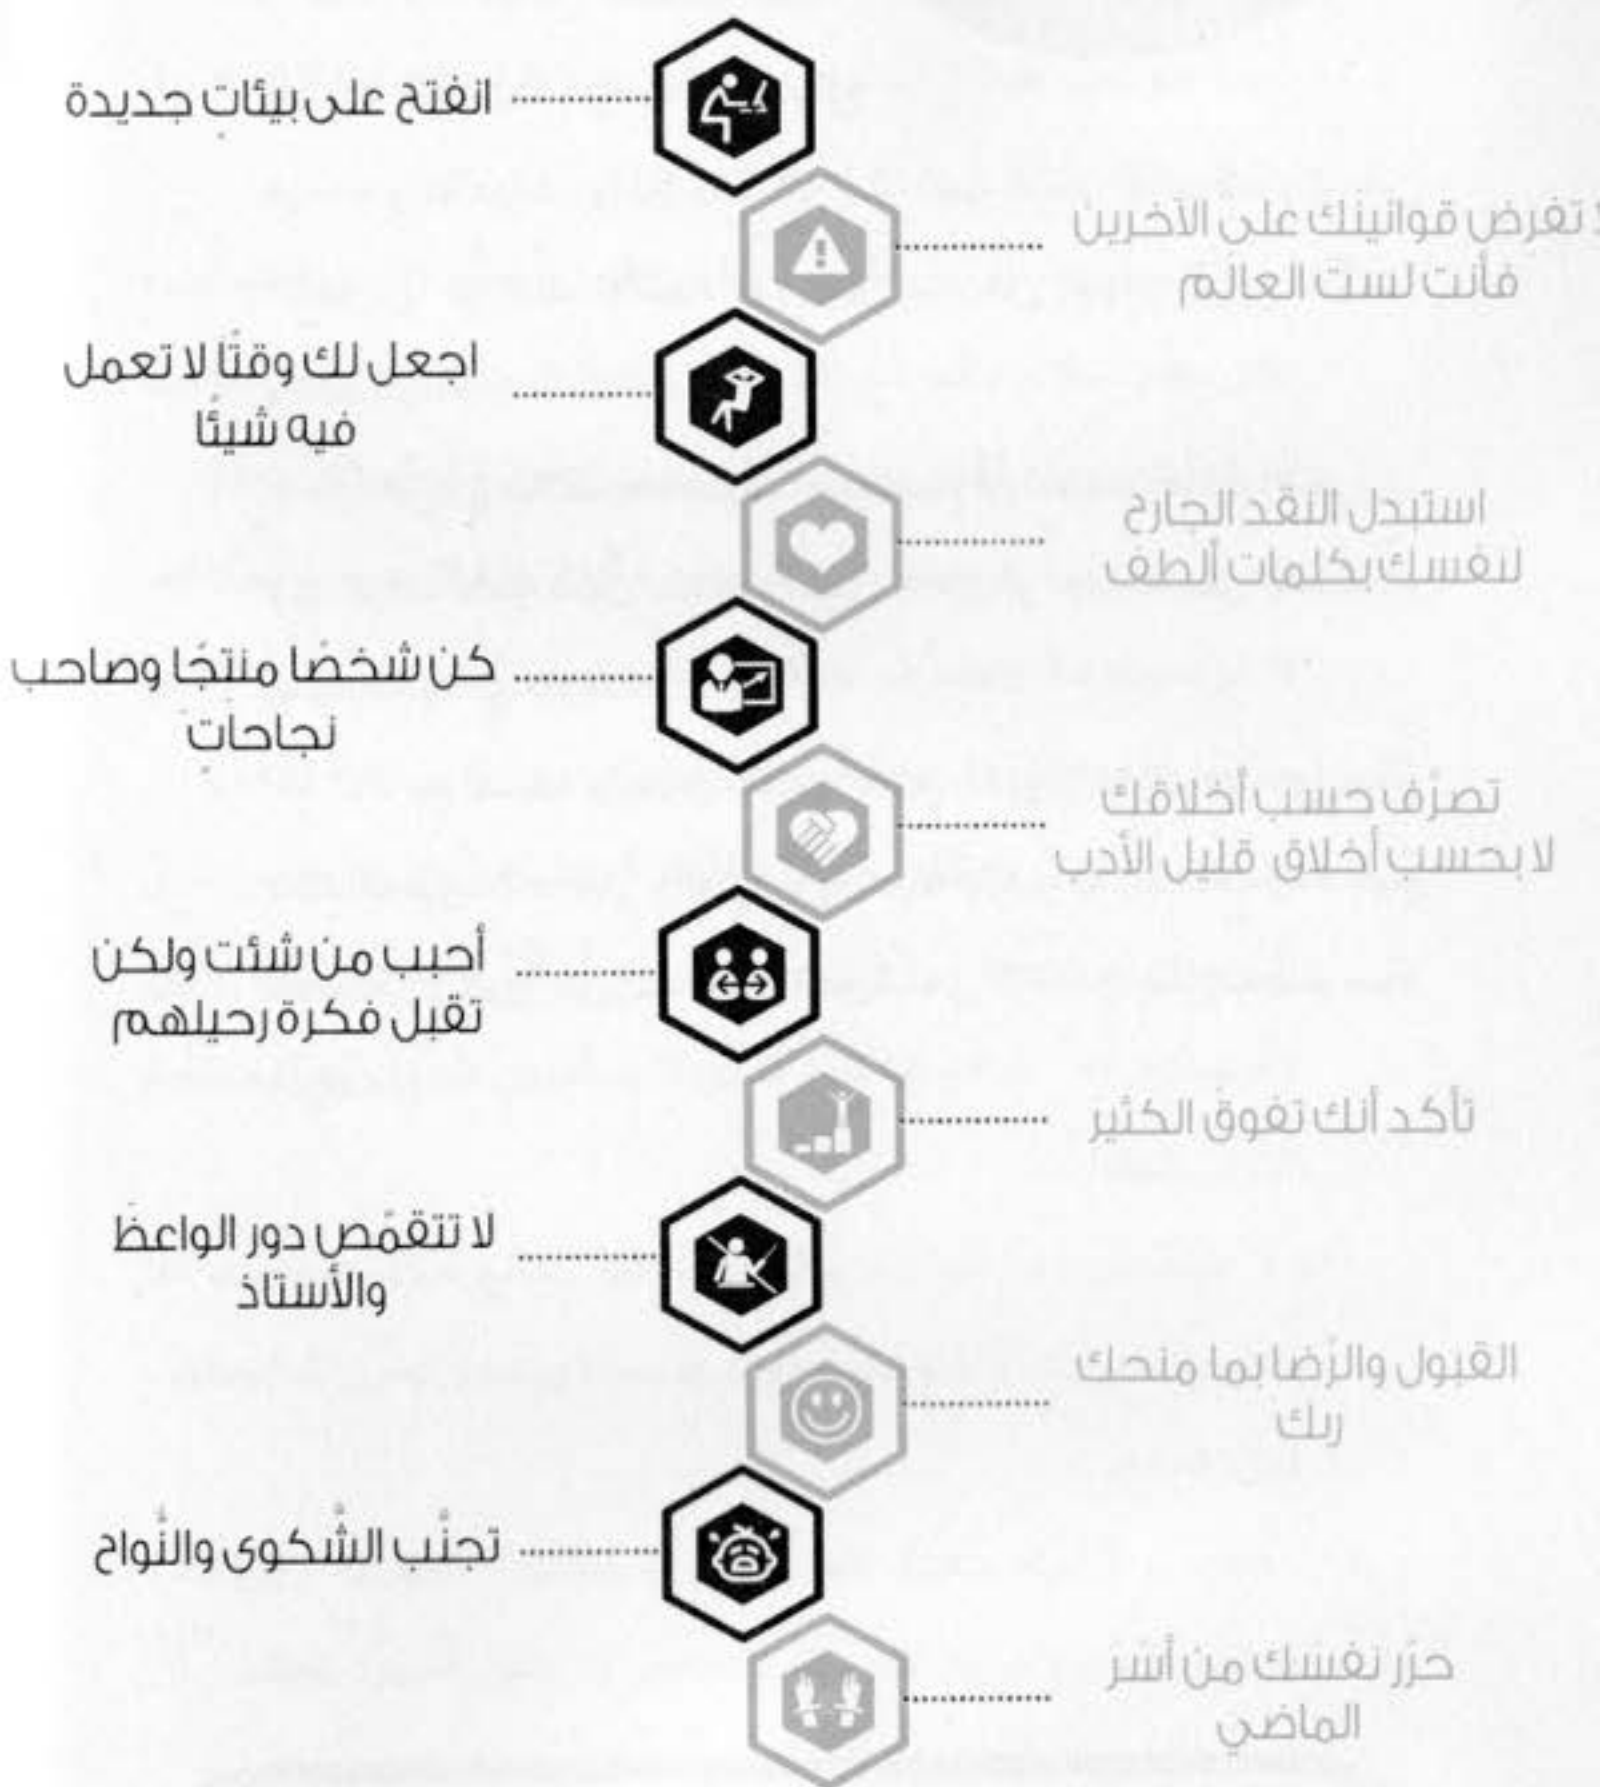 انفتح على بيئات جديدة
لا تفرض قوانينك على الآخرين
فأنت لست العالم
اجعل لك وقتًا لا تعمل
فيه شيئًا
استبدل النقد الجارح
لنفسك بكلمات ألطف
كن شخصًا منتجًا وصاحب
نجاحات
تصرّف حسب أخلاقك
لا بحسب أخلاق قليل الأدب
أحبب من شئت ولكن
تقبل فكرة رحيلهم
تأكد أنك تفوق الكثير
لا تتقمّص دور الواعظ
والأستاذ
القبول والرّضا بما منحك
ربك
تجنّب الشّكوى والنّواح
حرّر نفسك من أسر
الماضي